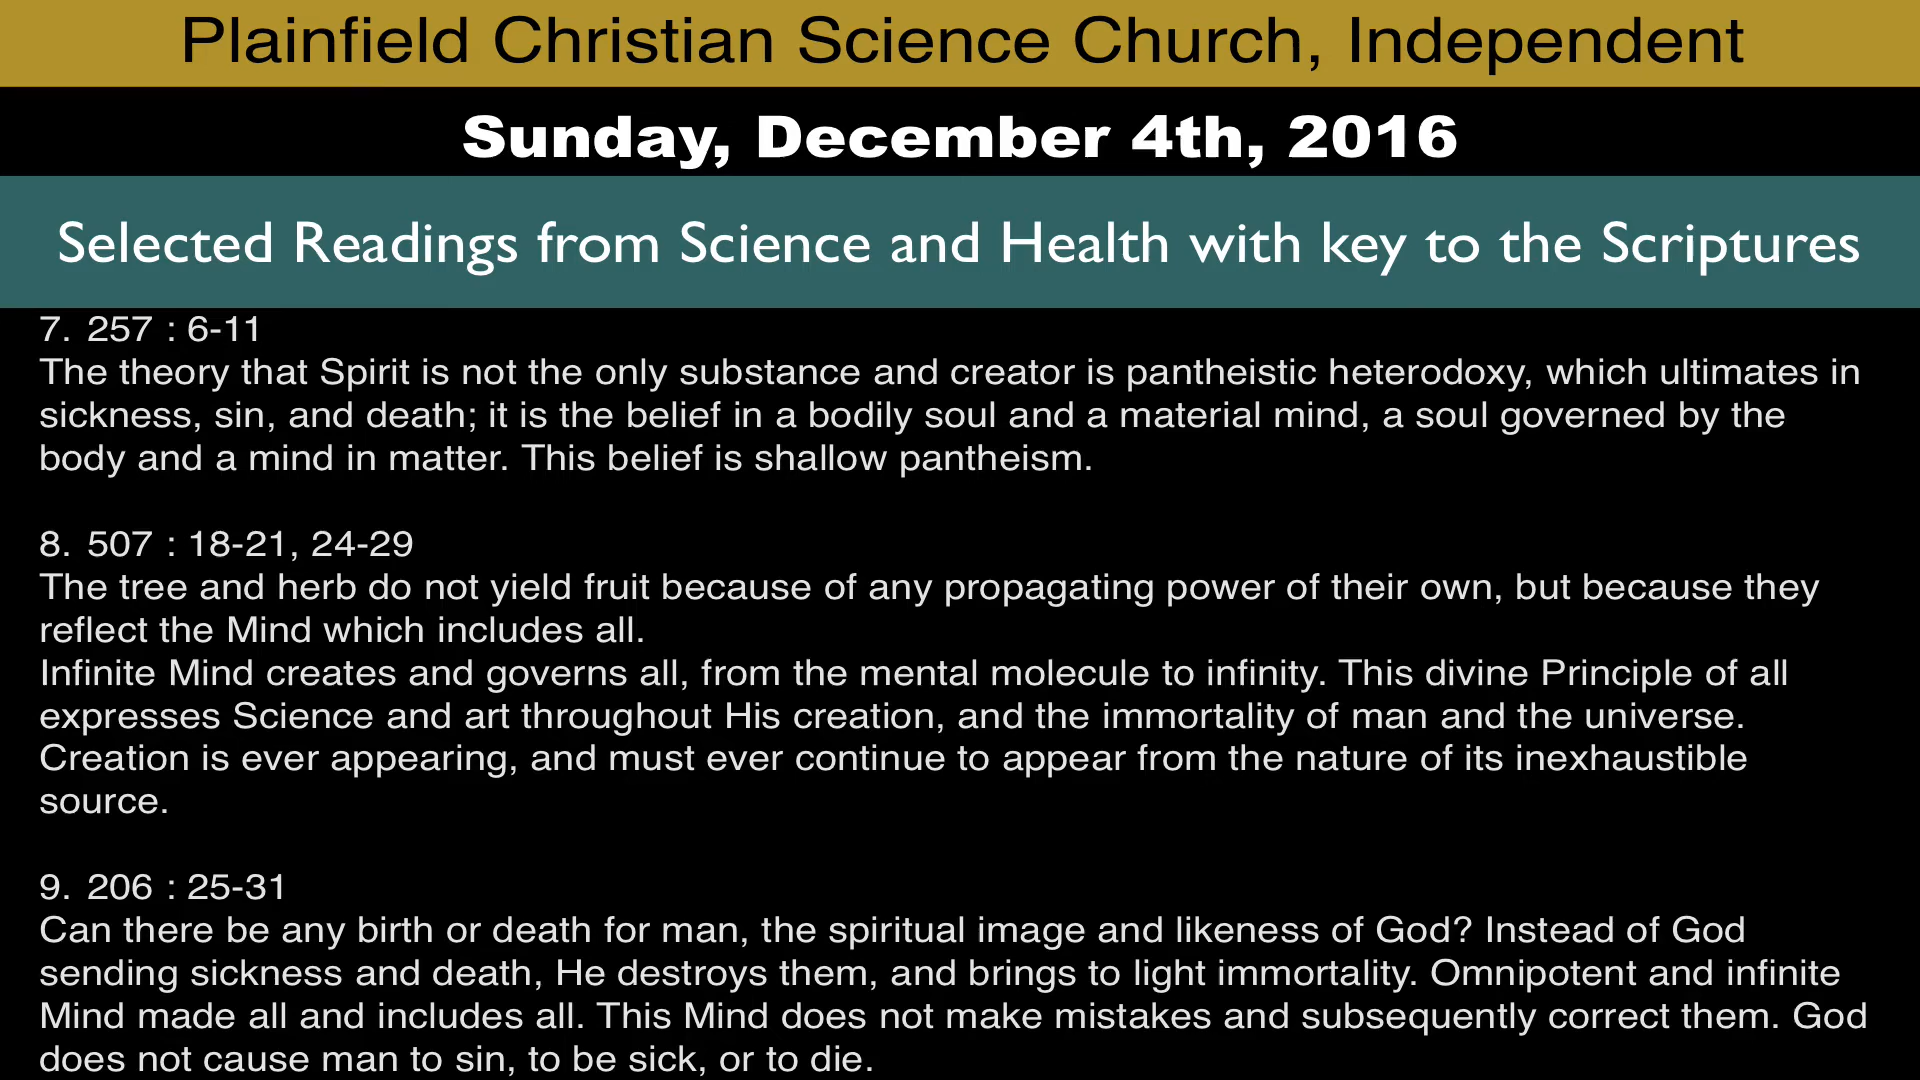 Plainfield Christian Science Church, Independent
Sunday, December 4th, 2016
Selected Readings from Science and Health with key to the Scriptures
7. 257 : 6-11
The theory that Spirit is not the only substance and creator is pantheistic heterodoxy, which ultimates in
sickness, sin, and death; it is the belief in a bodily soul and a material mind, a soul governed by the
body and a mind in matter. This belief is shallow pantheism.
8. 507 : 18-21, 24-29
The tree and herb do not yield fruit because of any propagating power of their own, but because they
reflect the Mind which includes all.
Infinite Mind creates and governs all, from the mental molecule to infinity. This divine Principle of all
expresses Science and art throughout His creation, and the immortality of man and the universe.
Creation is ever appearing, and must ever continue to appear from the nature of its inexhaustible
source.
9. 206 : 25-31
Can there be any birth or death for man, the spiritual image and likeness of God? Instead of God
sending sickness and death, He destroys them, and brings to light immortality. Omnipotent and infinite
Mind made all and includes all. This Mind does not make mistakes and subsequently correct them. God
does not cause man to sin, to be sick, or to die.